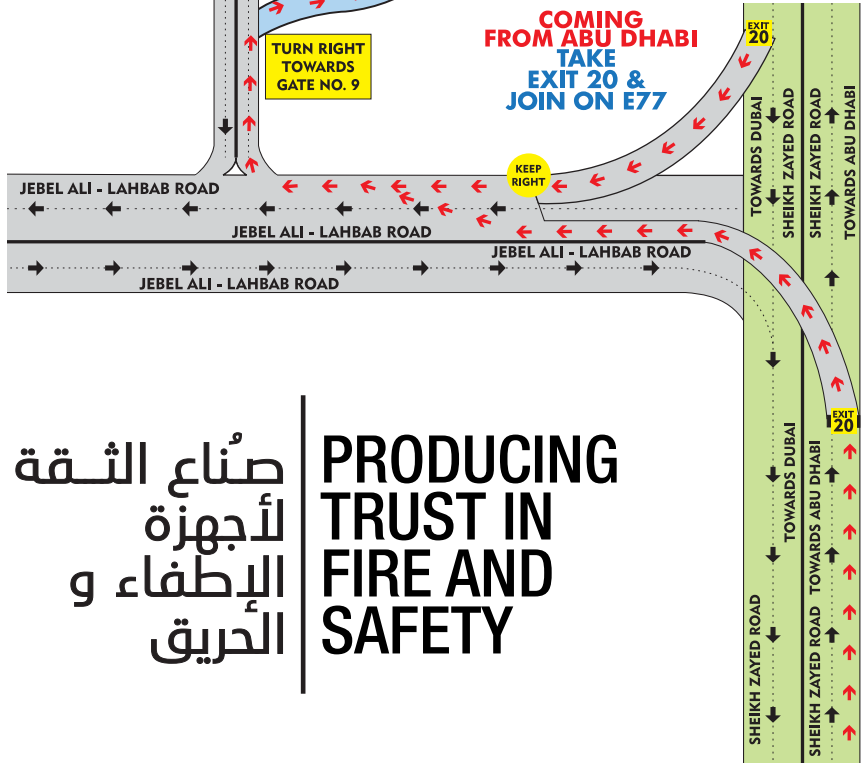 COMING
FROM ABU DHABI
TAKE
EXIT 20 &
JOIN ON E77
EXIT
20
TURN RIGHT
TOWARDS
GATE NO. 9
KEEP
RIGHT
TOWARDS DUBAI
SHEIKH ZAYED ROAD
SHEIKH ZAYED ROAD
TOWARDS ABU DHABI
JEBEL ALI - LAHBAB ROAD
JEBEL ALI - LAHBAB ROAD
JEBEL ALI - LAHBAB ROAD
JEBEL ALI - LAHBAB ROAD
EXIT
20
TOWARDS DUBAI
TOWARDS ABU DHABI
SHEIKH ZAYED ROAD
SHEIKH ZAYED ROAD
صُناع الثــقة
لأجهزة
الإطفاء و
الحريق
PRODUCING
TRUST IN
FIRE AND
SAFETY